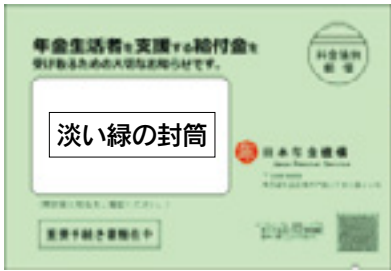 年金生活者を支援する給付金を
受け取るための大切なお知らせです。
料金後納
郵便
淡い緑の封筒
日本年金機構
Japan Pension Service
重要手続き書類在中